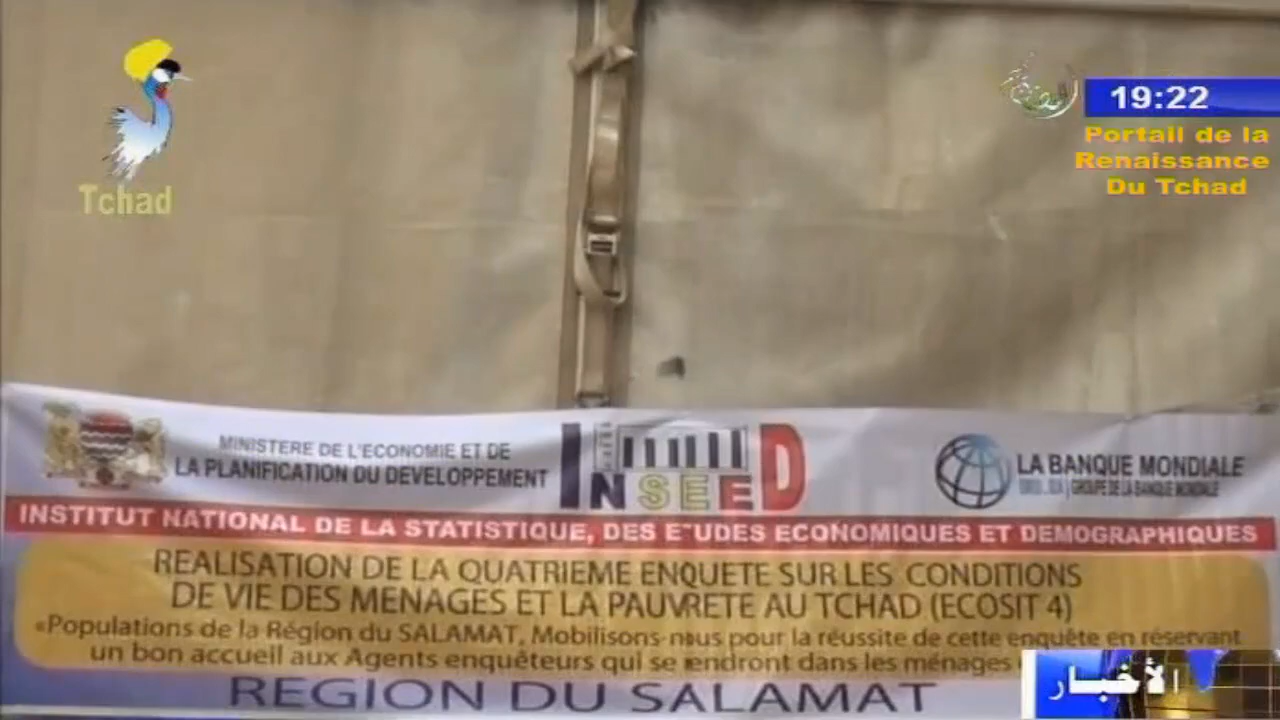 Tchad
19:22
Portail de la
Renaissance
Du Tchad
MINISTERE DE L'ECONOMIE ET DE
LA PLANIFICATION DU DEVELOPPEMENT
INSEED
LA BANQUE MONDIALE
GROUPE DE LA BANQUE MONDIALE
INSTITUT NATIONAL DE LA STATISTIQUE, DES ETUDES ECONOMIQUES ET DEMOGRAPHIQUES
REALISATION DE LA QUATRIEME ENQUETE SUR LES CONDITIONS
DE VIE DES MENAGES ET LA PAUVRETE AU TCHAD (ECOSIT 4)
«Populations de la Région du SALAMAT, Mobilisons-nous pour la réussite de cette enquête en réservant
un bon accueil aux Agents enquêteurs qui se rendront dans les ménages
REGION DU SALAMAT
الأخبار